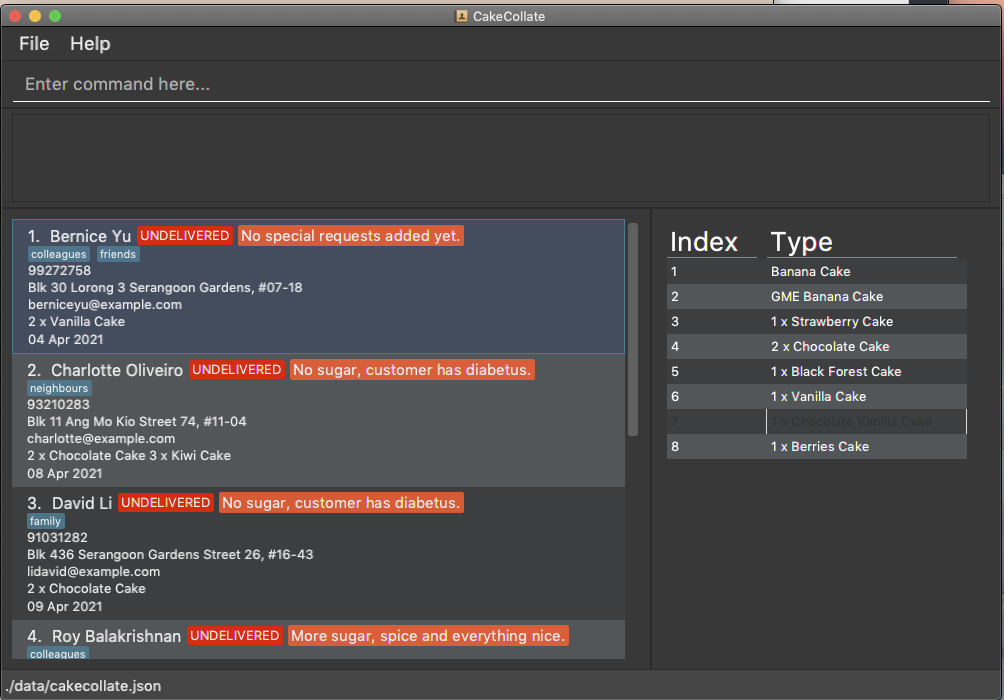 CakeCollate
File Help
Enter command here...
1. Bernice Yu UNDELIVERED No special requests added yet.
colleagues friends
99272758
Blk 30 Lorong 3 Serangoon Gardens, #07-18
berniceyu@example.com
2 x Vanilla Cake
04 Apr 2021
2. Charlotte Oliveiro UNDELIVERED No sugar, customer has diabetus.
neighbours
93210283
Blk 11 Ang Mo Kio Street 74, #11-04
charlotte@example.com
2 x Chocolate Cake 3 x Kiwi Cake
08 Apr 2021
3. David Li UNDELIVERED No sugar, customer has diabetus.
family
91031282
Blk 436 Serangoon Gardens Street 26, #16-43
lidavid@example.com
2 x Chocolate Cake
09 Apr 2021
4. Roy Balakrishnan UNDELIVERED More sugar, spice and everything nice.
colleagues
Index Type
1 Banana Cake
2 GME Banana Cake
3 1 x Strawberry Cake
4 2 x Chocolate Cake
5 1 x Black Forest Cake
6 1 x Vanilla Cake
7 1 x Chocolate Vanilla Cake
8 1 x Berries Cake
./data/cakecollate.json